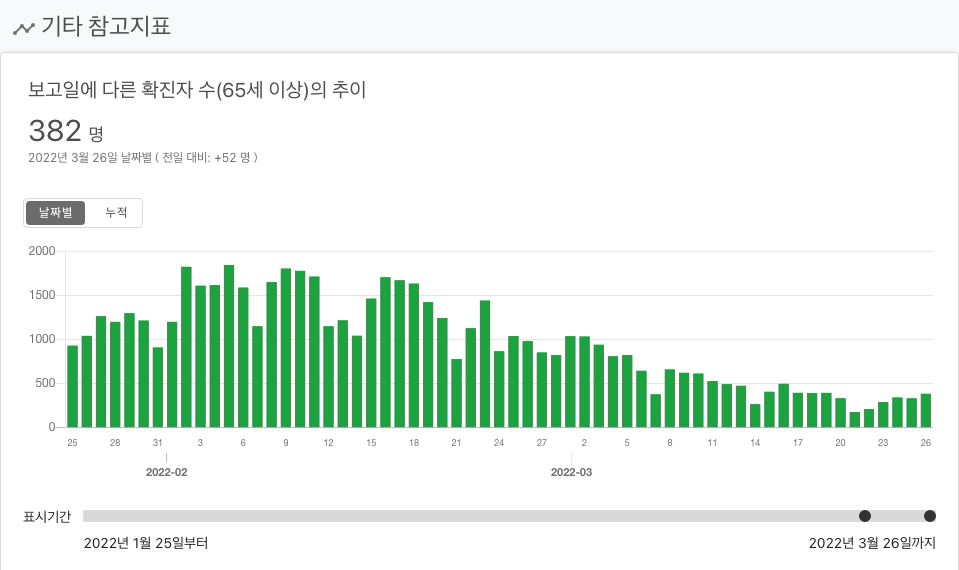 기타 참고지표
보고일에 다른 확진자 수(65세 이상)의 추이
382 명
2022년 3월 26일 날짜별 ( 전일 대비: +52 명 )
날짜별 누적
2000
1500
1000
500
0
25 28 31 3 6 9 12 15 18 21 24 27 2 5 8 11 14 17 20 23 26
2022-02 2022-03
표시기간
2022년 1월 25일부터 2022년 3월 26일까지